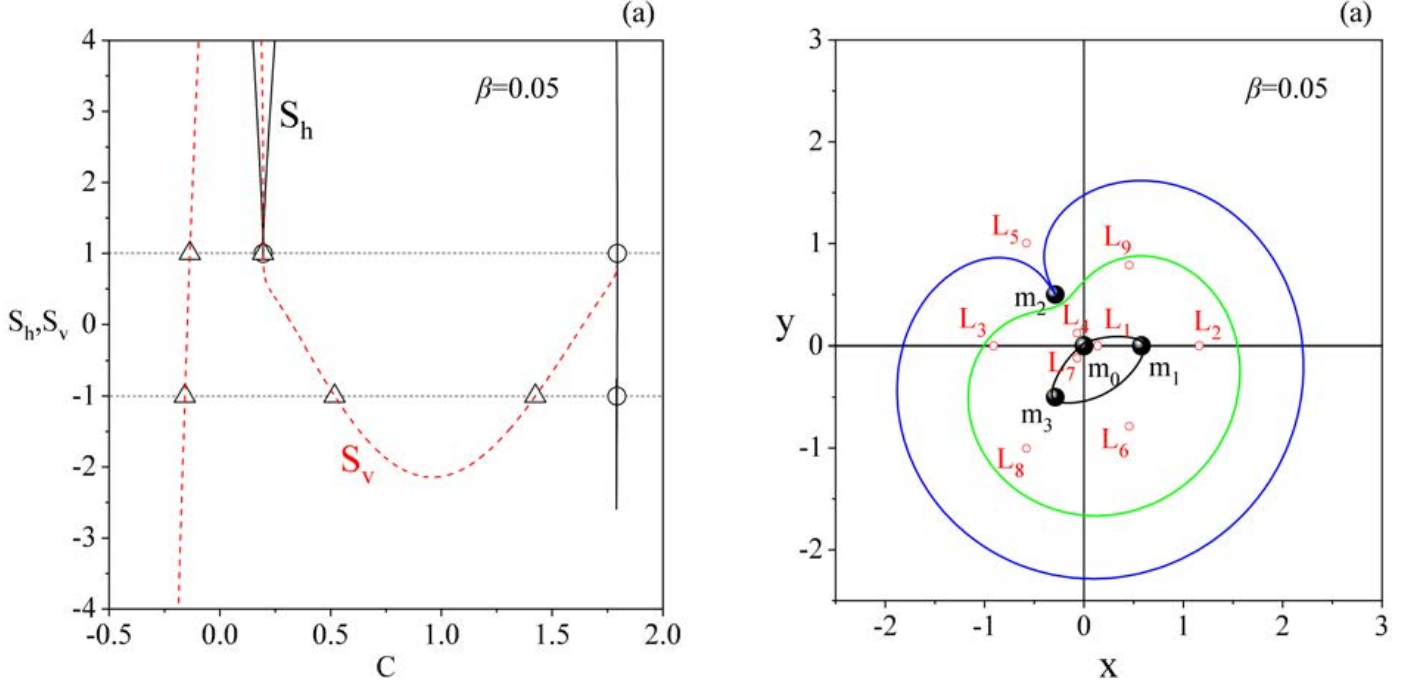 (a)
4
3
2
1
0
-1
-2
-3
-4
S_h,S_v
β=0.05
S_h
S_v
-0.5 0.0 0.5 1.0 1.5 2.0
C
(a)
3
2
1
0
-1
-2
y
β=0.05
L_5
L_9
m_2
L_3
L_4
L_1
L_2
L_7
m_0
m_1
m_3
L_6
L_8
-2 -1 0 1 2 3
x